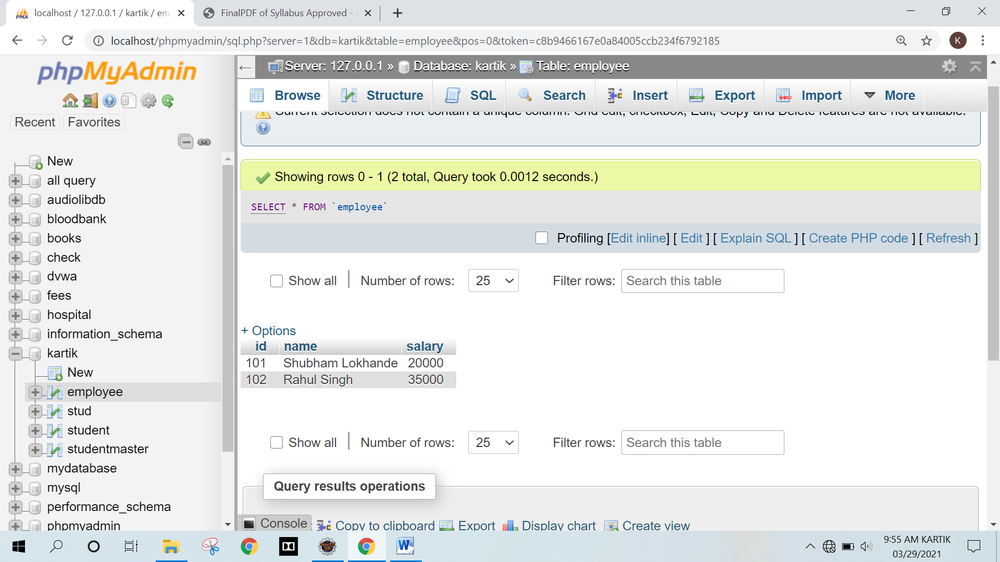 localhost / 127.0.0.1 / kartik / em
FinalPDF of Syllabus Approved -
localhost/phpmyadmin/sql.php?server=1&db=kartik&table=employee&pos=0&token=c8b9466167e0a84005ccb234f6792185
K
phpMyAdmin
Recent
Favorites
New
all query
audiolibdb
bloodbank
books
check
dvwa
fees
hospital
information_schema
kartik
New
employee
stud
student
studentmaster
mydatabase
mysql
performance_schema
phpmyadmin
Server: 127.0.0.1 » Database: kartik » Table: employee
Browse Structure SQL Search Insert Export Import More
Current selection does not contain a unique column. Grid edit, checkbox, Edit, Copy and Delete features are not available.
Showing rows 0 - 1 (2 total, Query took 0.0012 seconds.)
SELECT * FROM `employee`
Profiling [Edit inline] [ Edit ] [ Explain SQL ] [ Create PHP code ] [ Refresh ]
Show all | Number of rows: 25 Filter rows: Search this table
+ Options
id name salary
101 Shubham Lokhande 20000
102 Rahul Singh 35000
Show all | Number of rows: 25 Filter rows: Search this table
Query results operations
Console Copy to clipboard Export Display chart Create view
9:55 AM KARTIK
03/29/2021